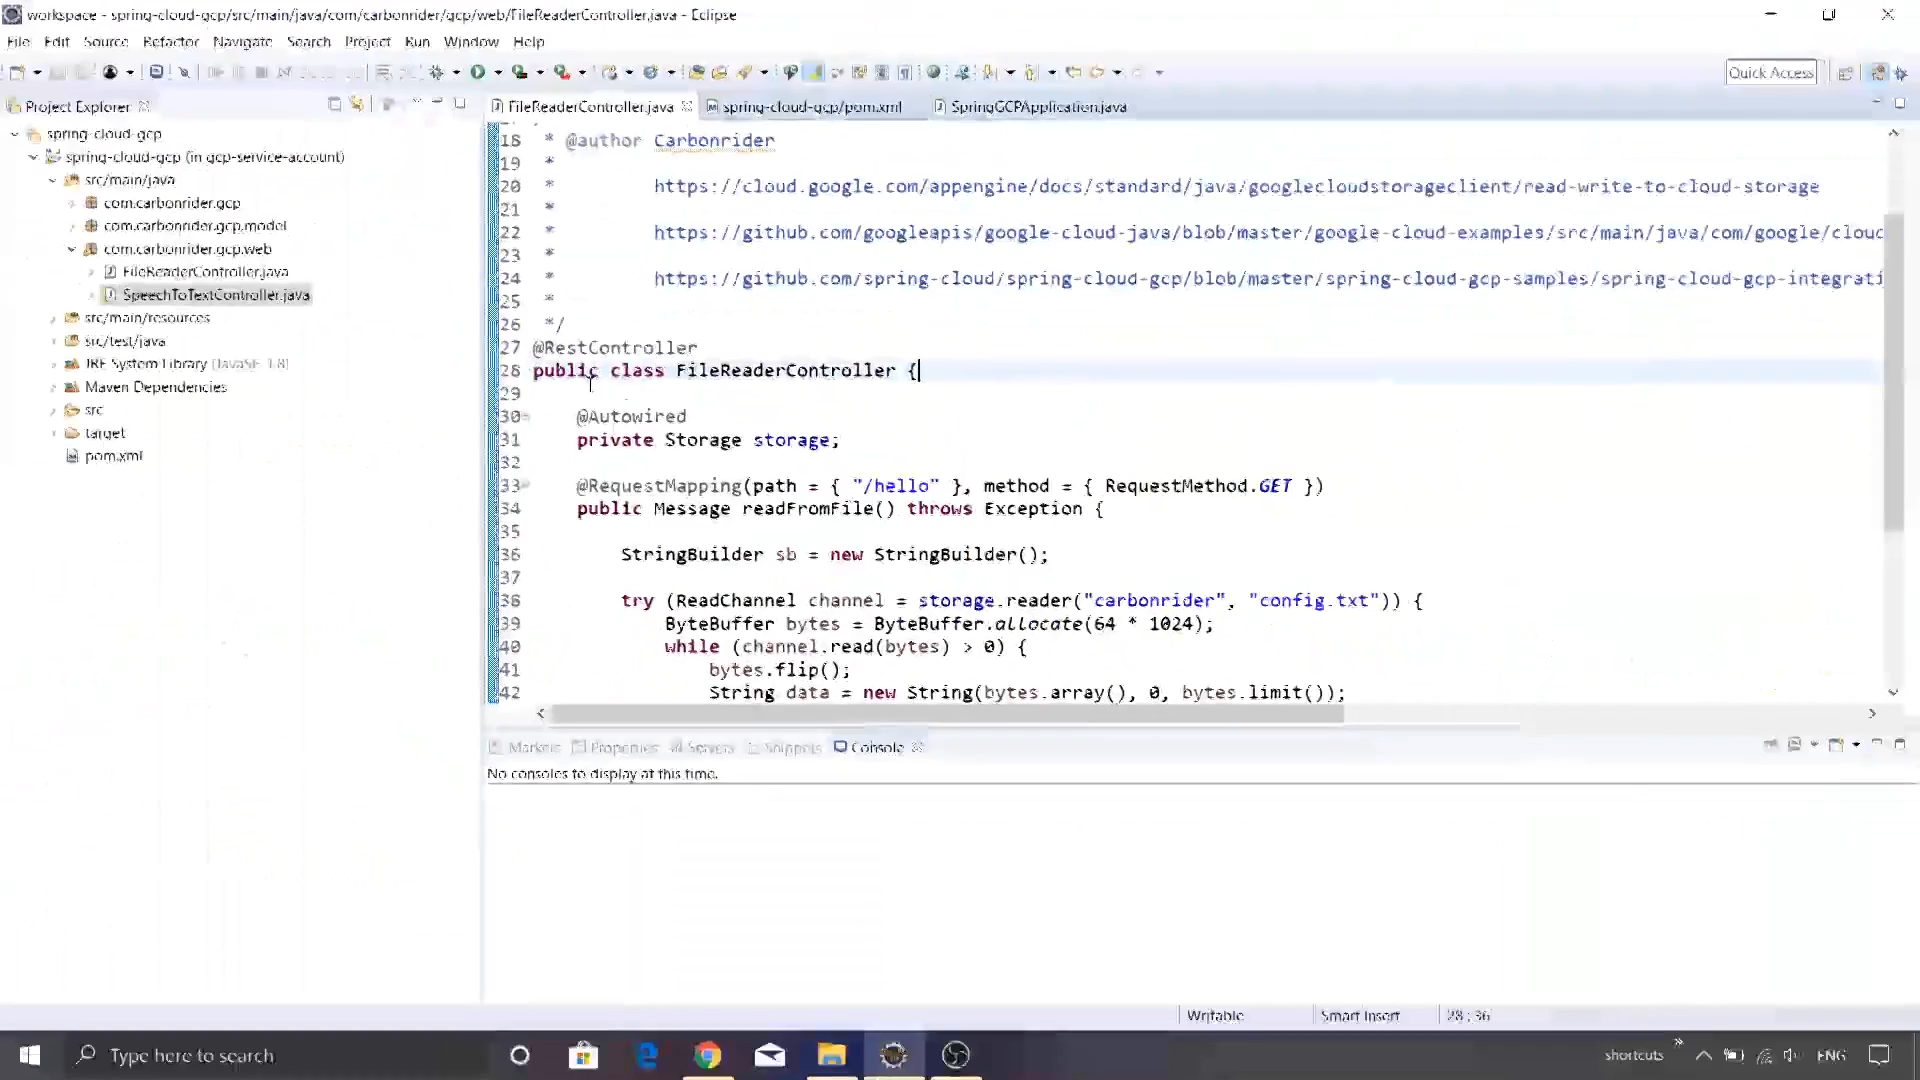 workspace - spring-cloud-gcp/src/main/java/com/carbonrider/gcp/web/FileReaderController.java - Eclipse
File Edit Source Refactor Navigate Search Project Run Window Help
Quick Access
Project Explorer
FileReaderController.java
spring-cloud-gcp/pom.xml
SpringGCPApplication.java
spring-cloud-gcp
spring-cloud-gcp (in gcp-service-account)
src/main/java
com.carbonrider.gcp
com.carbonrider.gcp.model
com.carbonrider.gcp.web
FileReaderController.java
SpeechToTextController.java
src/main/resources
src/test/java
JRE System Library [JavaSE-1.8]
Maven Dependencies
src
target
pom.xml
18 * @author Carbonrider
19 *
20 * https://cloud.google.com/appengine/docs/standard/java/googlecloudstorageclient/read-write-to-cloud-storage
21 *
22 * https://github.com/googleapis/google-cloud-java/blob/master/google-cloud-examples/src/main/java/com/google/clouc
23 *
24 * https://github.com/spring-cloud/spring-cloud-gcp/blob/master/spring-cloud-gcp-samples/spring-cloud-gcp-integrati
25 *
26 */
27 @RestController
28 public class FileReaderController {
29
30 @Autowired
31 private Storage storage;
32
33 @RequestMapping(path = { "/hello" }, method = { RequestMethod.GET })
34 public Message readFromFile() throws Exception {
35
36 StringBuilder sb = new StringBuilder();
37
38 try (ReadChannel channel = storage.reader("carbonrider", "config.txt")) {
39 ByteBuffer bytes = ByteBuffer.allocate(64 * 1024);
40 while (channel.read(bytes) > 0) {
41 bytes.flip();
42 String data = new String(bytes.array(), 0, bytes.limit());
Markers Properties Servers Snippets Console
No consoles to display at this time.
Writable Smart Insert 28 : 36
Type here to search
shortcuts
ENG